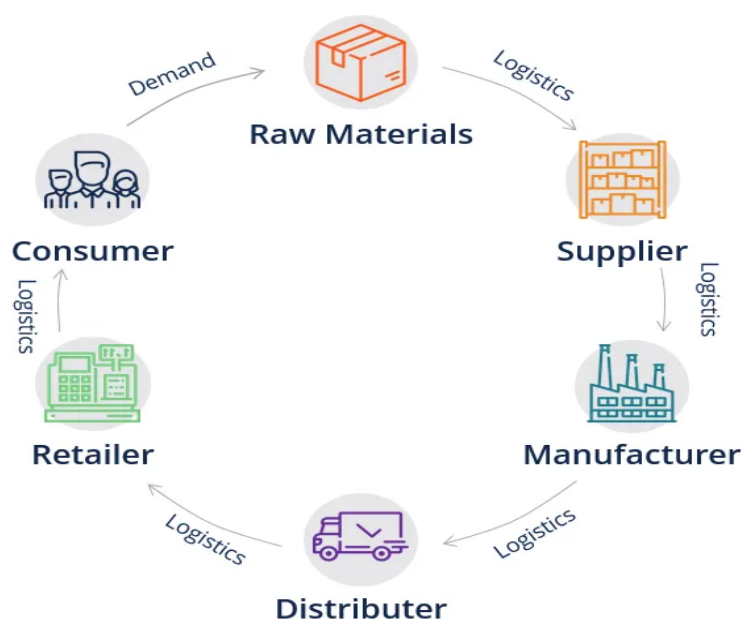 Raw Materials
Logistics
Supplier
Logistics
Manufacturer
Logistics
Distributer
Logistics
Retailer
Logistics
Consumer
Demand